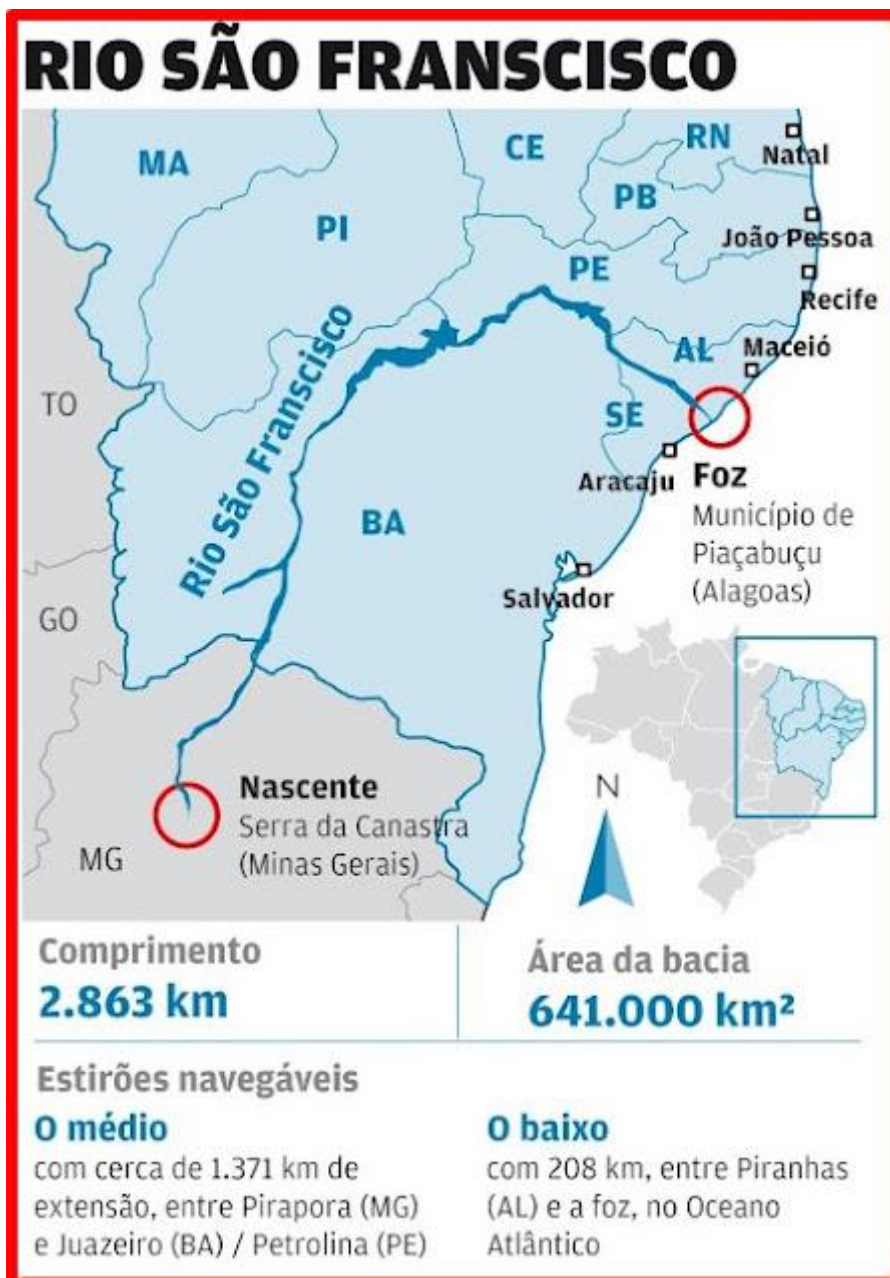 RIO SÃO FRANSCISCO
MA
CE
RN
Natal
PB
PI
João Pessoa
PE
Recife
Rio São Franscisco
AL
Maceió
TO
SE
Aracaju
Foz
Município de
Piaçabuçu
(Alagoas)
BA
Salvador
GO
Nascente
Serra da Canastra
(Minas Gerais)
MG
N
Comprimento
2.863 km
Área da bacia
641.000 km²
Estirões navegáveis
O médio
com cerca de 1.371 km de
extensão, entre Pirapora (MG)
e Juazeiro (BA) / Petrolina (PE)
O baixo
com 208 km, entre Piranhas
(AL) e a foz, no Oceano
Atlântico